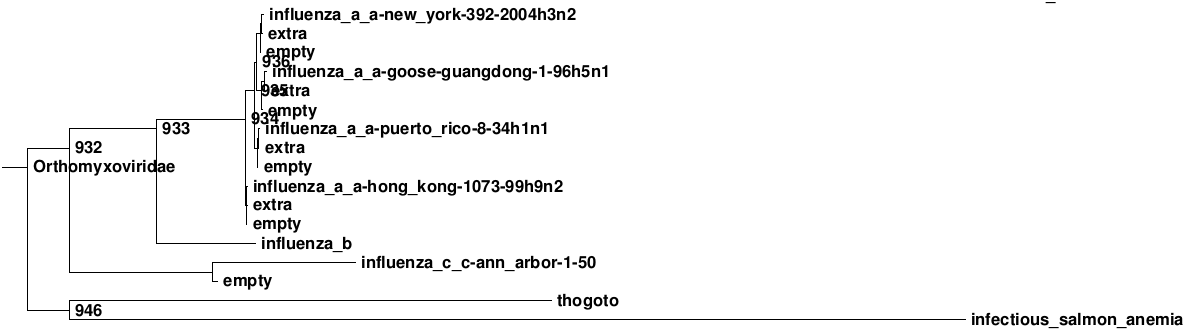 influenza_a_a-new_york-392-2004h3n2
extra
empty
936
influenza_a_a-goose-guangdong-1-96h5n1
935
extra
empty
934
influenza_a_a-puerto_rico-8-34h1n1
933
extra
932
empty
Orthomyxoviridae
influenza_a_a-hong_kong-1073-99h9n2
extra
empty
influenza_b
influenza_c_c-ann_arbor-1-50
empty
thogoto
946
infectious_salmon_anemia